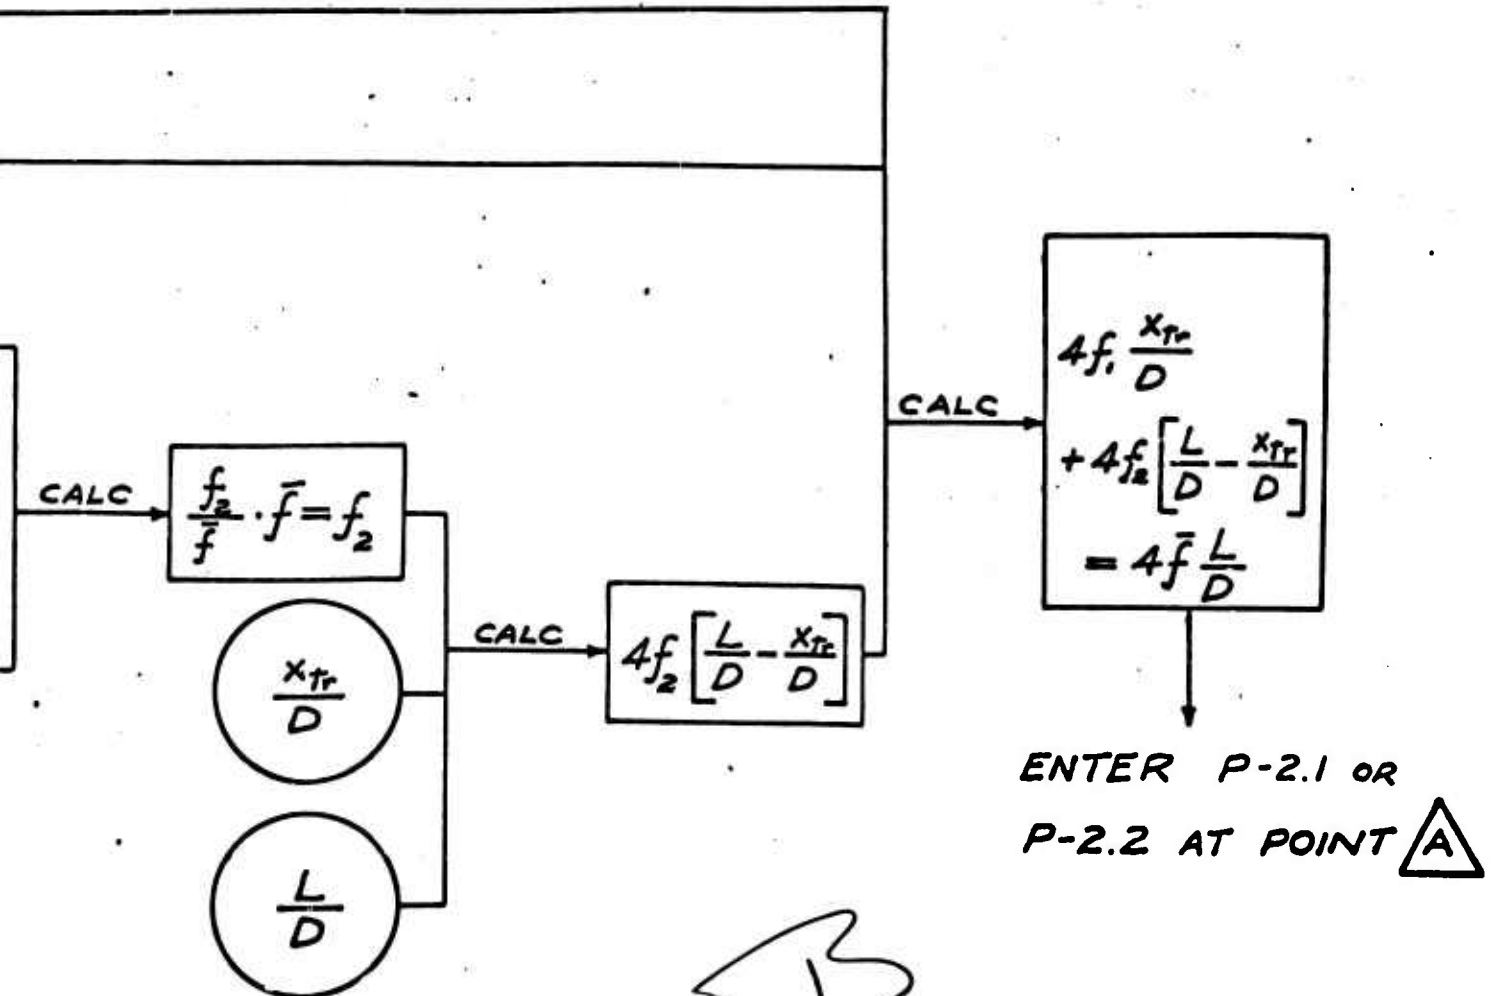 CALC
f₂/f̄ · f̄ = f₂
x_Tr/D
L/D
CALC
4f₂ [L/D − x_Tr/D]
CALC
4f₁ x_Tr/D
+ 4f₂ [L/D − x_Tr/D]
= 4f̄ L/D
ENTER P-2.1 OR
P-2.2 AT POINT A